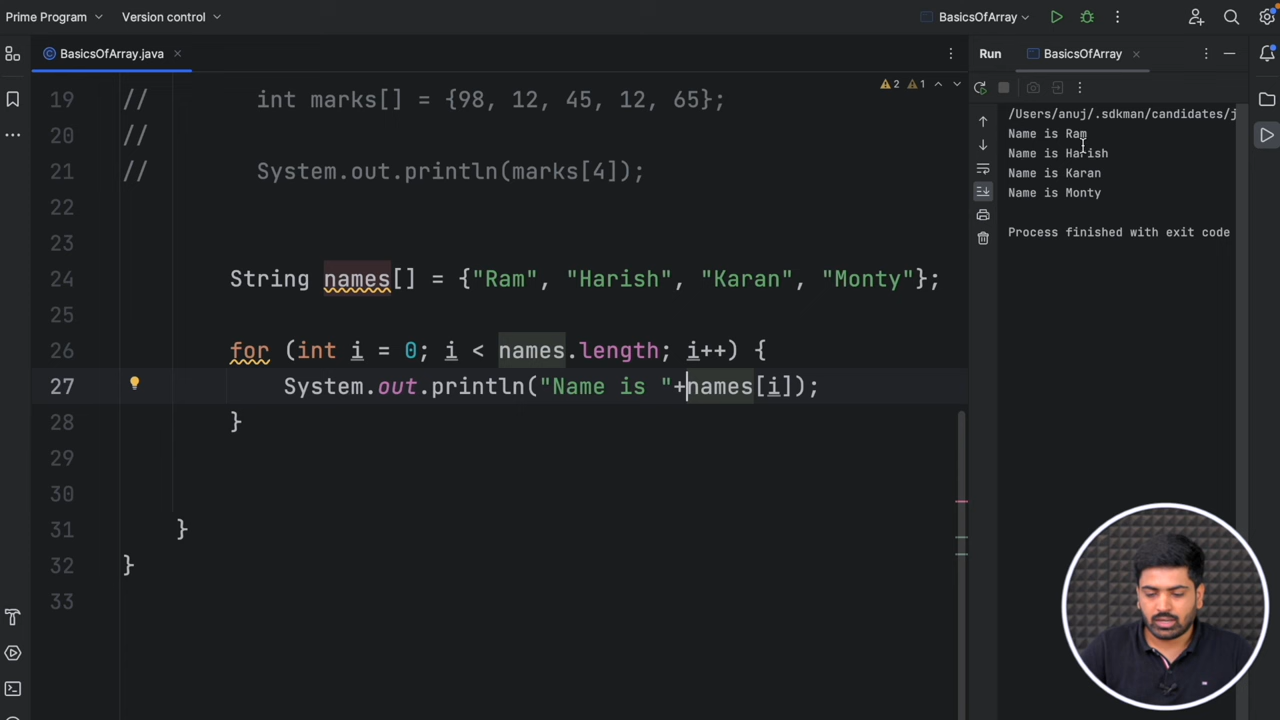 Prime Program Version control BasicsOfArray
BasicsOfArray.java
19 // int marks[] = {98, 12, 45, 12, 65};
20 //
21 // System.out.println(marks[4]);
22
23
24 String names[] = {"Ram", "Harish", "Karan", "Monty"};
25
26 for (int i = 0; i < names.length; i++) {
27 System.out.println("Name is "+names[i]);
28 }
29
30
31 }
32 }
33
2 1
Run BasicsOfArray
/Users/anuj/.sdkman/candidates/j
Name is Ram
Name is Harish
Name is Karan
Name is Monty
Process finished with exit code